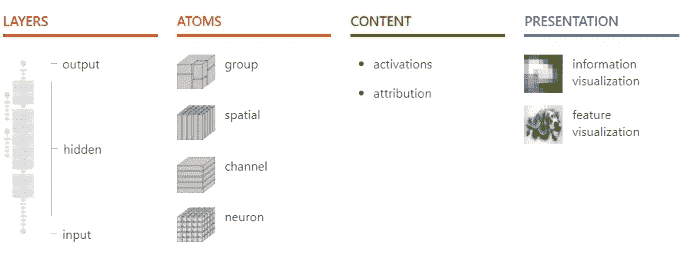 LAYERS
output
hidden
input
ATOMS
group
spatial
channel
neuron
CONTENT
activations
attribution
PRESENTATION
information
visualization
feature
visualization